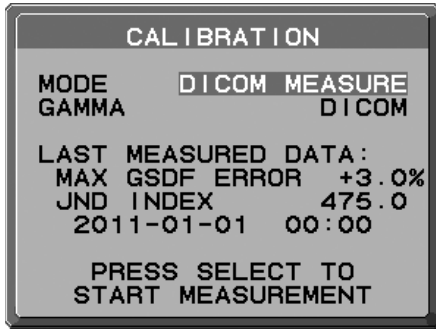 CALIBRATION
MODE DICOM MEASURE
GAMMA DICOM
LAST MEASURED DATA:
MAX GSDF ERROR +3.0%
JND INDEX 475.0
2011-01-01 00:00
PRESS SELECT TO
START MEASUREMENT